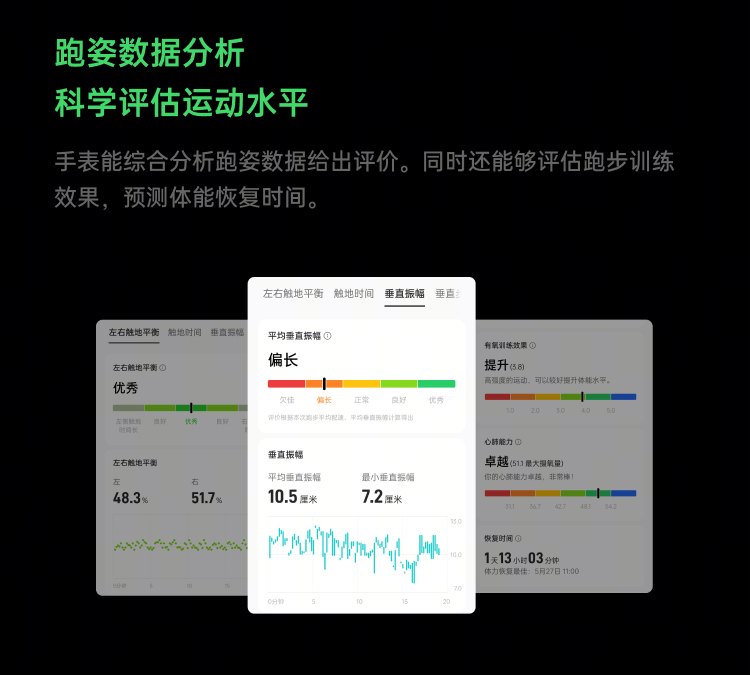 跑姿数据分析
科学评估运动水平
手表能综合分析跑姿数据给出评价。同时还能够评估跑步训练
效果，预测体能恢复时间。
左右触地平衡 触地时间 垂直振幅
左右触地平衡
优秀
左右触地
时间长
良好 优秀 良好
左右触地平衡
左 右
48.3% 51.7%
0分钟 5 10 15
左右触地平衡 触地时间 垂直振幅 垂直
平均垂直振幅
偏长
欠佳 偏长 正常 良好 优秀
评价根据本次跑步平均配速、平均垂直振幅计算得出
垂直振幅
平均垂直振幅 最小垂直振幅
10.5 厘米 7.2 厘米
13.0
10.0
7.0
0分钟 5 10 15 20
有氧训练效果
提升(3.8)
高强度的运动，可以较好提升体能水平。
1.0 2.0 3.0 4.0 5.0
心肺能力
卓越(51.1 最大摄氧量)
你的心肺能力卓越，非常棒！
36.7 42.7 48.1 54.2
恢复时间
1天13小时03分钟
体力恢复最佳：5月27日 11:00